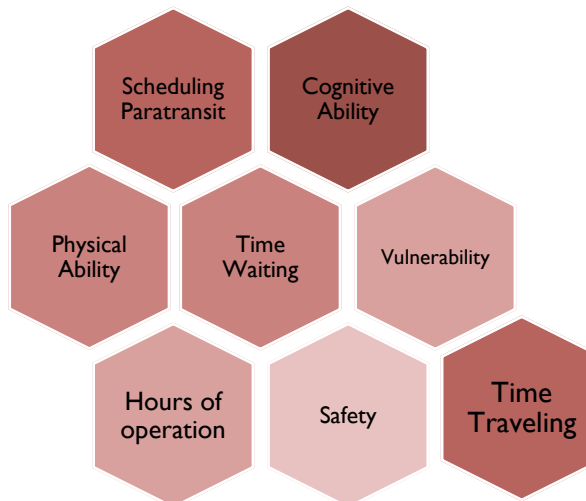 Scheduling
Paratransit
Cognitive
Ability
Physical
Ability
Time
Waiting
Vulnerability
Hours of
operation
Safety
Time
Traveling